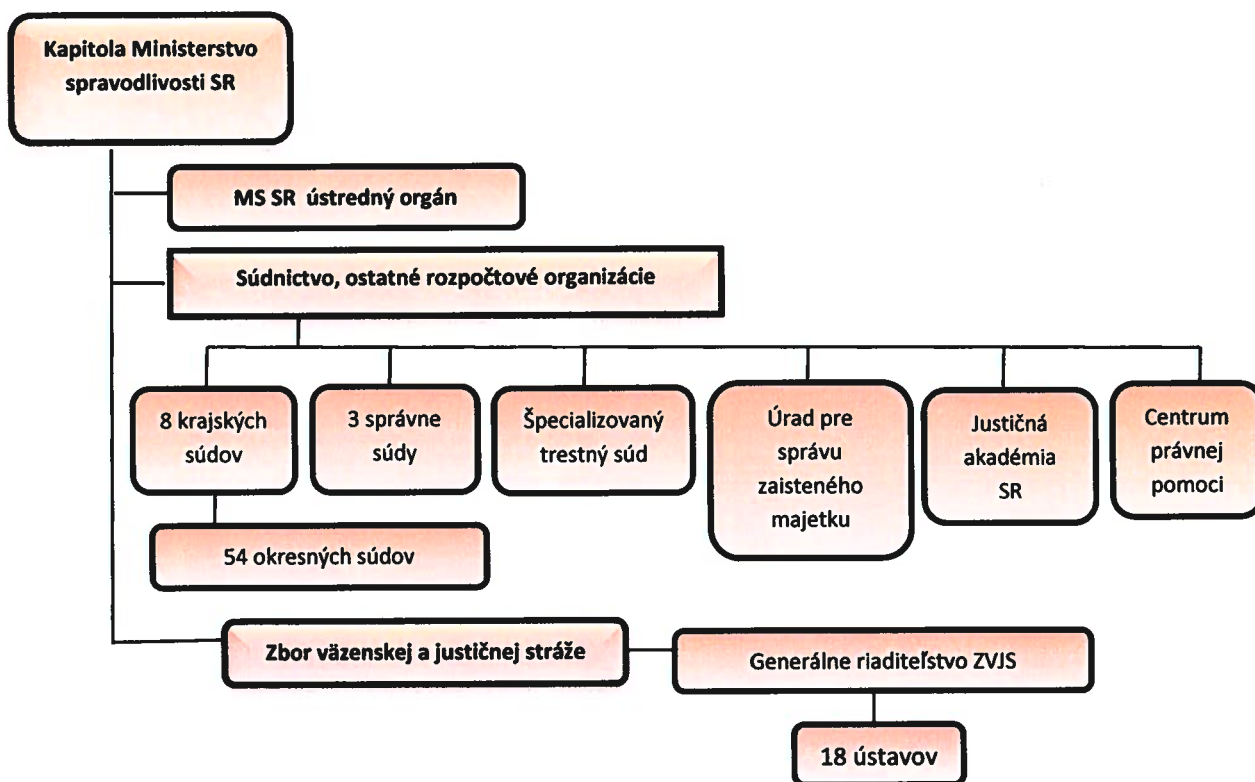 Kapitola Ministerstvo
spravodlivosti SR
MS SR ústredný orgán
Súdnictvo, ostatné rozpočtové organizácie
8 krajských
súdov
3 správne
súdy
Špecializovaný
trestný súd
Úrad pre
správu
zaisteného
majetku
Justičná
akadémia
SR
Centrum
právnej
pomoci
54 okresných súdov
Zbor väzenskej a justičnej stráže
Generálne riaditeľstvo ZVJS
18 ústavov